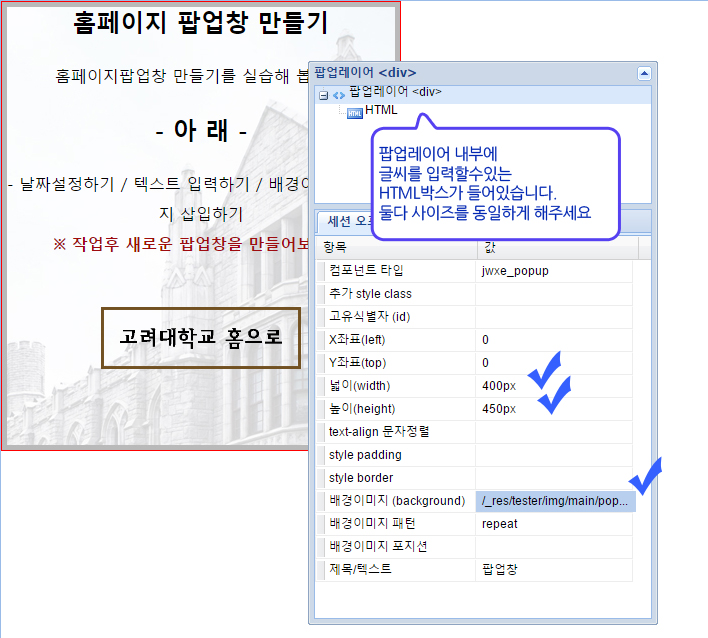 홈페이지 팝업창 만들기
홈페이지팝업창 만들기를 실습해
- 아 래 -
- 날짜설정하기 / 텍스트 입력하기 /
지 삽입하기
※ 작업후 새로운 팝업창을
고려대학교 홈으로
팝업레이어 <div>
팝업레이어 <div>
HTML
팝업레이어 내부에
글씨를 입력할수있는
HTML박스가 들어있습니다.
둘다 사이즈를 동일하게 해주세요
세션
항목 값
컴포넌트 타입 jwxe_popup
추가 style class
고유식별자 (id)
X좌표(left) 0
Y좌표(top) 0
넓이(width) 400px
높이(height) 450px
text-align 문자정렬
style padding
style border
배경이미지 (background) /_res/tester/img/main/pop...
배경이미지 패턴 repeat
배경이미지 포지션
제목/텍스트 팝업창